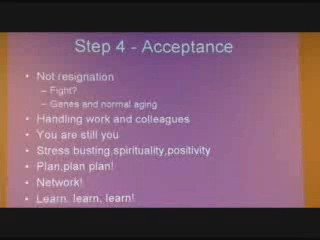 Step 4 - Acceptance
• Not resignation
– Fight?
– Genes and normal aging
• Handling work and colleagues
• You are still you
• Stress busting,spirituality,positivity
• Plan,plan plan!
• Network!
• Learn, learn, learn!